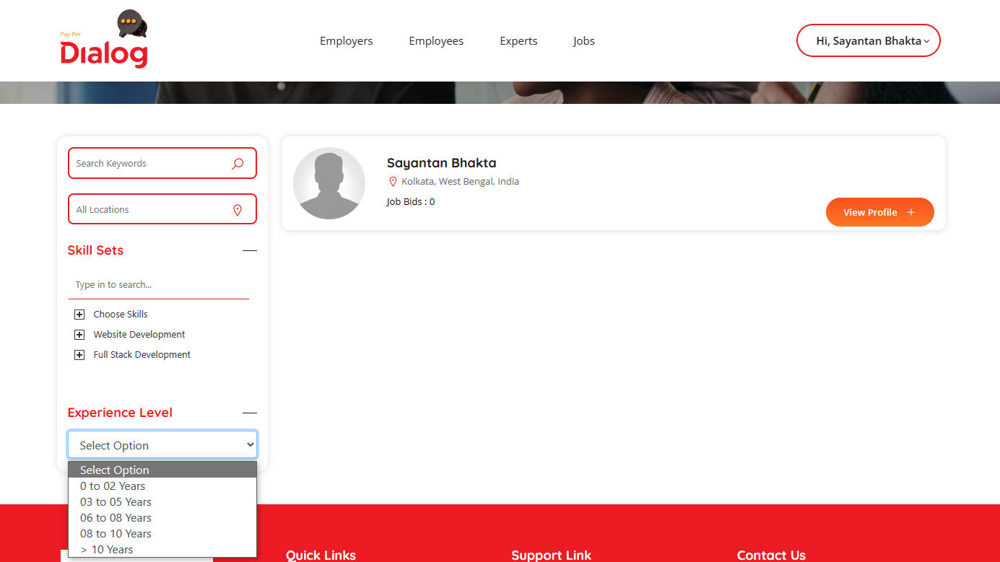 Pay Per
Dialog
Employers
Employees
Experts
Jobs
Hi, Sayantan Bhakta
Search Keywords
All Locations
Skill Sets
Type in to search...
Choose Skills
Website Development
Full Stack Development
Experience Level
Select Option
Select Option
0 to 02 Years
03 to 05 Years
06 to 08 Years
08 to 10 Years
> 10 Years
Sayantan Bhakta
Kolkata, West Bengal, India
Job Bids : 0
View Profile +
Quick Links
Support Link
Contact Us